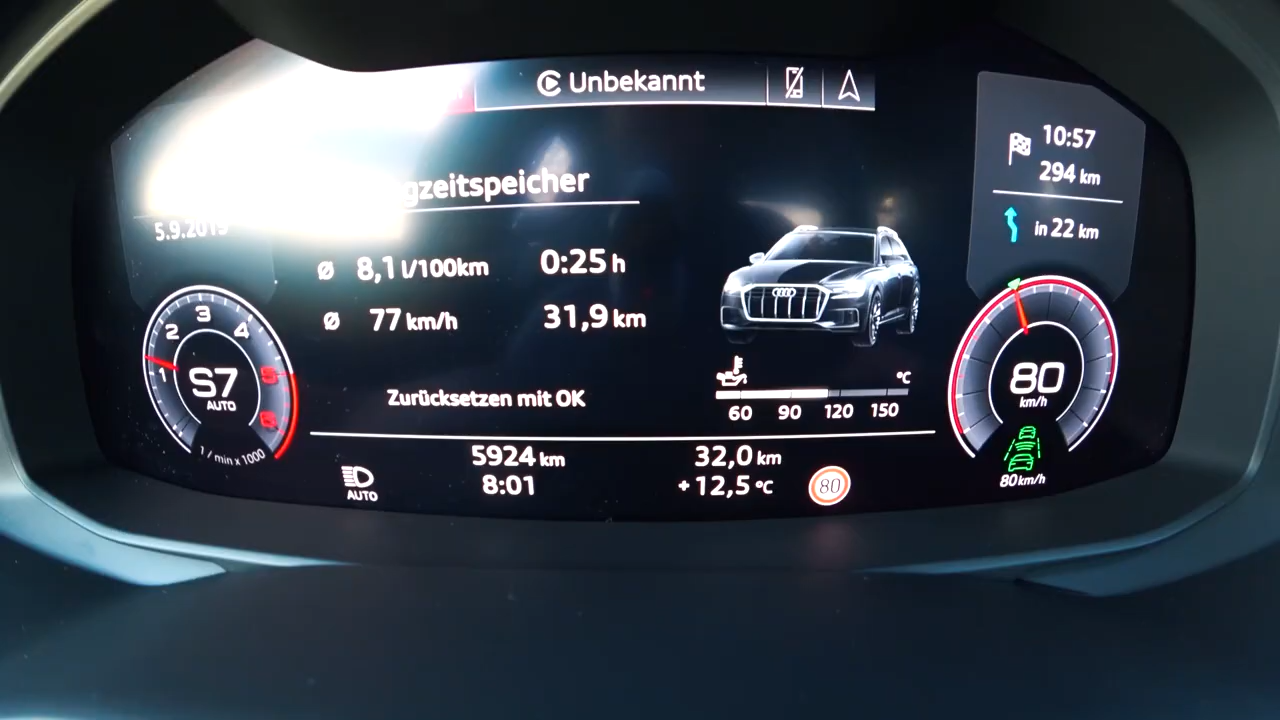 Unbekannt
10:57
294 km
in 22 km
5.9.2019
ø 8,1 l/100km 0:25 h
ø 77 km/h 31,9 km
Zurücksetzen mit OK
1 2 3 4 5 6
S7
AUTO
1 / min x 1000
°C
60 90 120 150
80
km/h
80 km/h
5924 km 32,0 km
8:01 +12,5 °C
AUTO
80